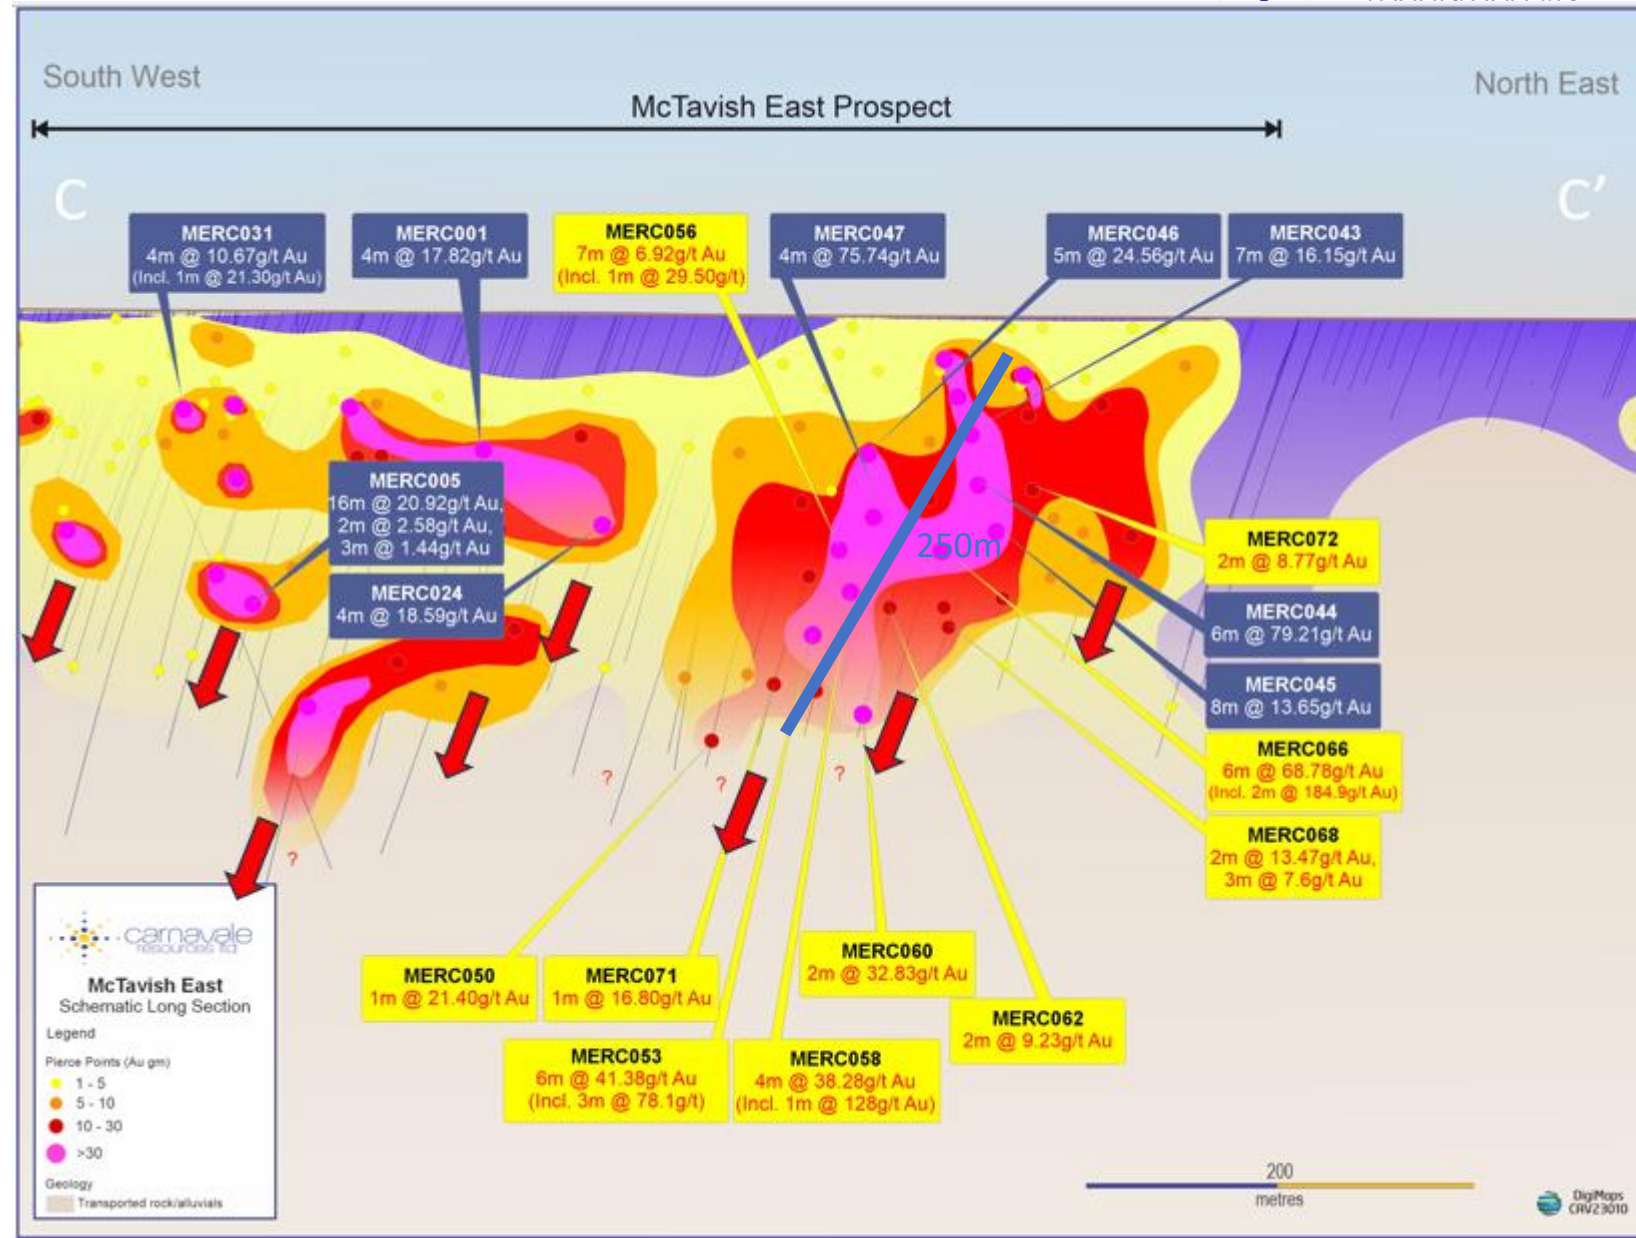 South West
North East
McTavish East Prospect
C
C'
MERC031
4m @ 10.67g/t Au
(Incl. 1m @ 21.30g/t Au)
MERC001
4m @ 17.82g/t Au
MERC056
7m @ 6.92g/t Au
(Incl. 1m @ 29.50g/t)
MERC047
4m @ 75.74g/t Au
MERC046
5m @ 24.56g/t Au
MERC043
7m @ 16.15g/t Au
MERC005
16m @ 20.92g/t Au,
2m @ 2.58g/t Au,
3m @ 1.44g/t Au
MERC024
4m @ 18.59g/t Au
250m
MERC072
2m @ 8.77g/t Au
MERC044
6m @ 79.21g/t Au
MERC045
8m @ 13.65g/t Au
MERC066
6m @ 68.78g/t Au
(Incl. 2m @ 184.9g/t Au)
MERC068
2m @ 13.47g/t Au,
3m @ 7.6g/t Au
?
?
?
?
MERC050
1m @ 21.40g/t Au
MERC071
1m @ 16.80g/t Au
MERC060
2m @ 32.83g/t Au
MERC062
2m @ 9.23g/t Au
MERC053
6m @ 41.38g/t Au
(Incl. 3m @ 78.1g/t)
MERC058
4m @ 38.28g/t Au
(Incl. 1m @ 128g/t Au)
carnavale
resources ltd
McTavish East
Schematic Long Section
Legend
Pierce Points (Au gm)
1 - 5
5 - 10
10 - 30
>30
Geology
Transported rock/alluvials
200
metres
DigiMaps
CRV23010